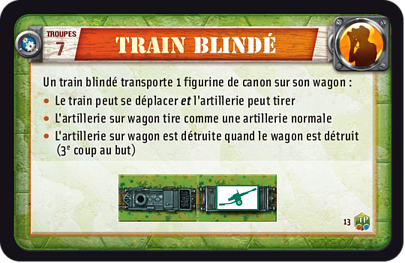 TROUPES
7
TRAIN BLINDÉ
Un train blindé transporte 1 figurine de canon sur son wagon :
• Le train peut se déplacer et l'artillerie peut tirer
• L'artillerie sur wagon tire comme une artillerie normale
• L'artillerie sur wagon est détruite quand le wagon est détruit
(3e coup au but)
13